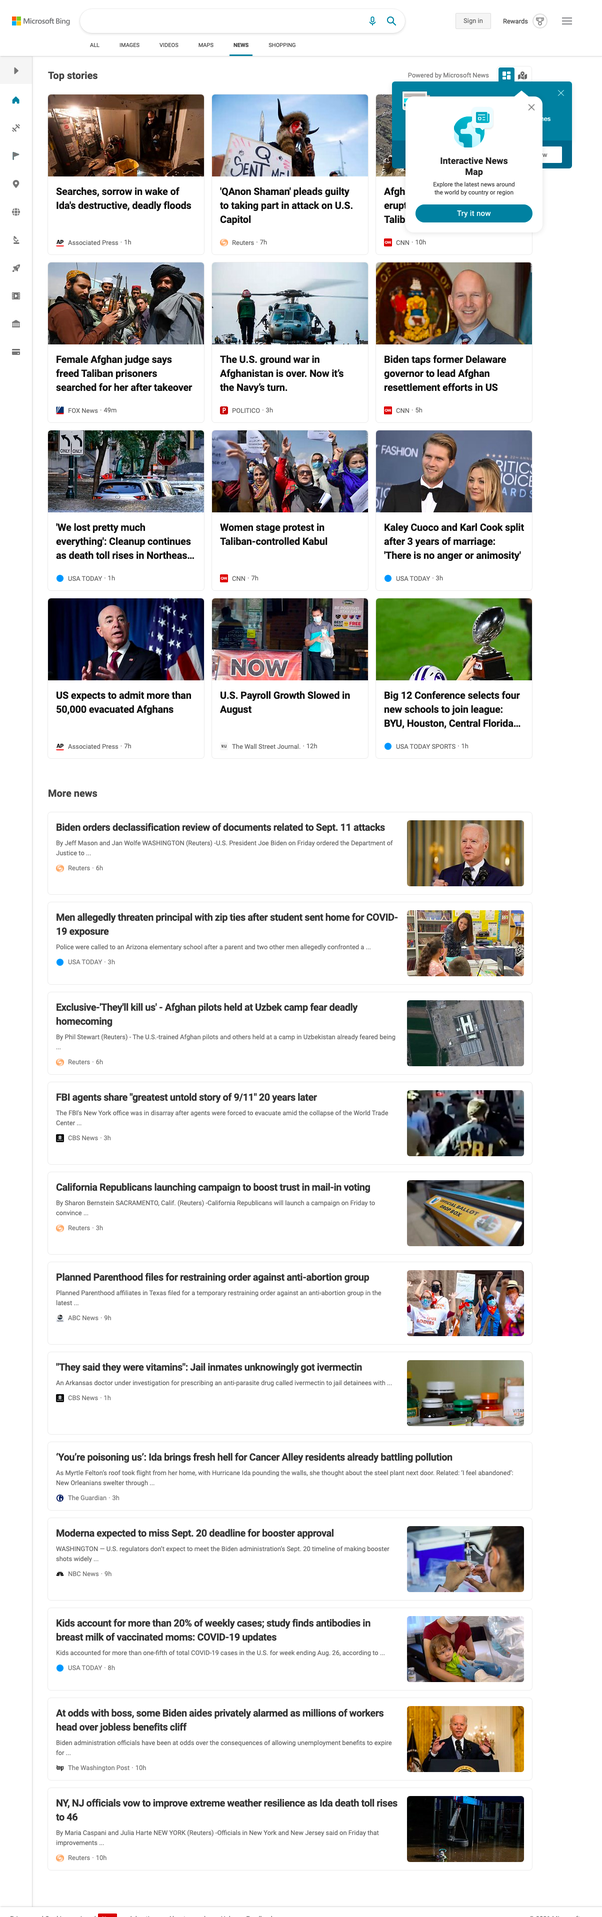 Microsoft Bing
Sign in
Rewards
ALL
IMAGES
VIDEOS
MAPS
NEWS
SHOPPING
Top stories
Powered by Microsoft News
Interactive News
Map
Explore the latest news around
the world by country or region
Try it now
Searches, sorrow in wake of
Ida's destructive, deadly floods
AP Associated Press · 1h
Q
SENT ME!
'QAnon Shaman' pleads guilty
to taking part in attack on U.S.
Capitol
Reuters · 7h
Afgh
erupt
Talib
CNN · 10h
Female Afghan judge says
freed Taliban prisoners
searched for her after takeover
FOX News · 49m
The U.S. ground war in
Afghanistan is over. Now it's
the Navy's turn.
POLITICO · 3h
Biden taps former Delaware
governor to lead Afghan
resettlement efforts in US
CNN · 5h
ONLY ONLY
'We lost pretty much
everything': Cleanup continues
as death toll rises in Northeas...
USA TODAY · 1h
Women stage protest in
Taliban-controlled Kabul
CNN · 7h
FASHION
Kaley Cuoco and Karl Cook split
after 3 years of marriage:
'There is no anger or animosity'
USA TODAY · 3h
US expects to admit more than
50,000 evacuated Afghans
AP Associated Press · 7h
NOW
U.S. Payroll Growth Slowed in
August
WSJ The Wall Street Journal. · 12h
Big 12 Conference selects four
new schools to join league:
BYU, Houston, Central Florida...
USA TODAY SPORTS · 1h
More news
Biden orders declassification review of documents related to Sept. 11 attacks
By Jeff Mason and Jan Wolfe WASHINGTON (Reuters) -U.S. President Joe Biden on Friday ordered the Department of
Justice to ...
Reuters · 6h
Men allegedly threaten principal with zip ties after student sent home for COVID-
19 exposure
Police were called to an Arizona elementary school after a parent and two other men allegedly confronted a ...
USA TODAY · 3h
Exclusive-'They'll kill us' - Afghan pilots held at Uzbek camp fear deadly
homecoming
By Phil Stewart (Reuters) - The U.S.-trained Afghan pilots and others held at a camp in Uzbekistan already feared being
...
Reuters · 6h
FBI agents share "greatest untold story of 9/11" 20 years later
The FBI's New York office was in disarray after agents were forced to evacuate amid the collapse of the World Trade
Center ...
CBS News · 3h
FBI
California Republicans launching campaign to boost trust in mail-in voting
By Sharon Bernstein SACRAMENTO, Calif. (Reuters) -California Republicans will launch a campaign on Friday to
convince ...
Reuters · 3h
OFFICIAL BALLOT
DROP BOX
Planned Parenthood files for restraining order against anti-abortion group
Planned Parenthood affiliates in Texas filed for a temporary restraining order against an anti-abortion group in the
latest ...
ABC News · 9h
"They said they were vitamins": Jail inmates unknowingly got ivermectin
An Arkansas doctor under investigation for prescribing an anti-parasite drug called ivermectin to jail detainees with ...
CBS News · 1h
'You're poisoning us': Ida brings fresh hell for Cancer Alley residents already battling pollution
As Myrtle Felton's roof took flight from her home, with Hurricane Ida pounding the walls, she thought about the steel plant next door. Related: 'I feel abandoned':
New Orleanians swelter through ...
The Guardian · 3h
Moderna expected to miss Sept. 20 deadline for booster approval
WASHINGTON — U.S. regulators don't expect to meet the Biden administration's Sept. 20 timeline of making booster
shots widely ...
NBC News · 9h
Kids account for more than 20% of weekly cases; study finds antibodies in
breast milk of vaccinated moms: COVID-19 updates
Kids accounted for more than one-fifth of total COVID-19 cases in the U.S. for week ending Aug. 26, according to ...
USA TODAY · 8h
At odds with boss, some Biden aides privately alarmed as millions of workers
head over jobless benefits cliff
Biden administration officials have been at odds over the consequences of allowing unemployment benefits to expire
for ...
wp The Washington Post · 10h
NY, NJ officials vow to improve extreme weather resilience as Ida death toll rises
to 46
By Maria Caspani and Julia Harte NEW YORK (Reuters) -Officials in New York and New Jersey said on Friday that
improvements ...
Reuters · 10h